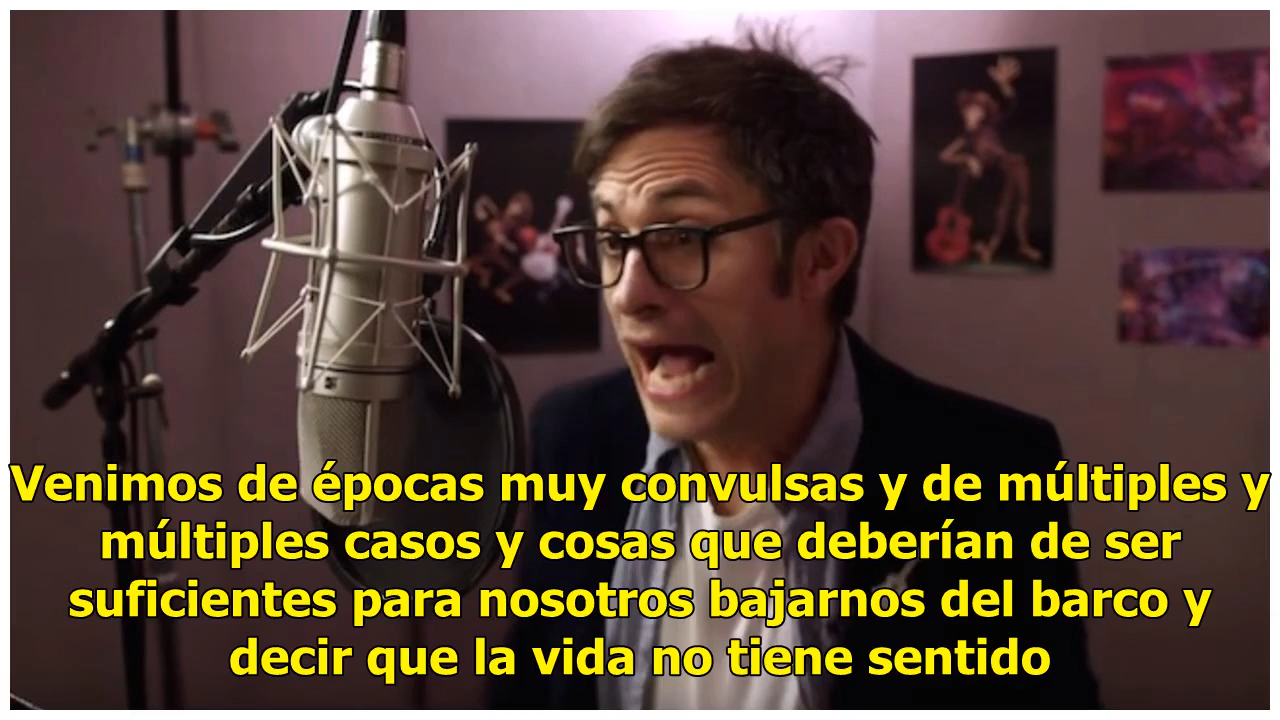 Venimos de épocas muy convulsas y de múltiples y
múltiples casos y cosas que deberían de ser
suficientes para nosotros bajarnos del barco y
decir que la vida no tiene sentido